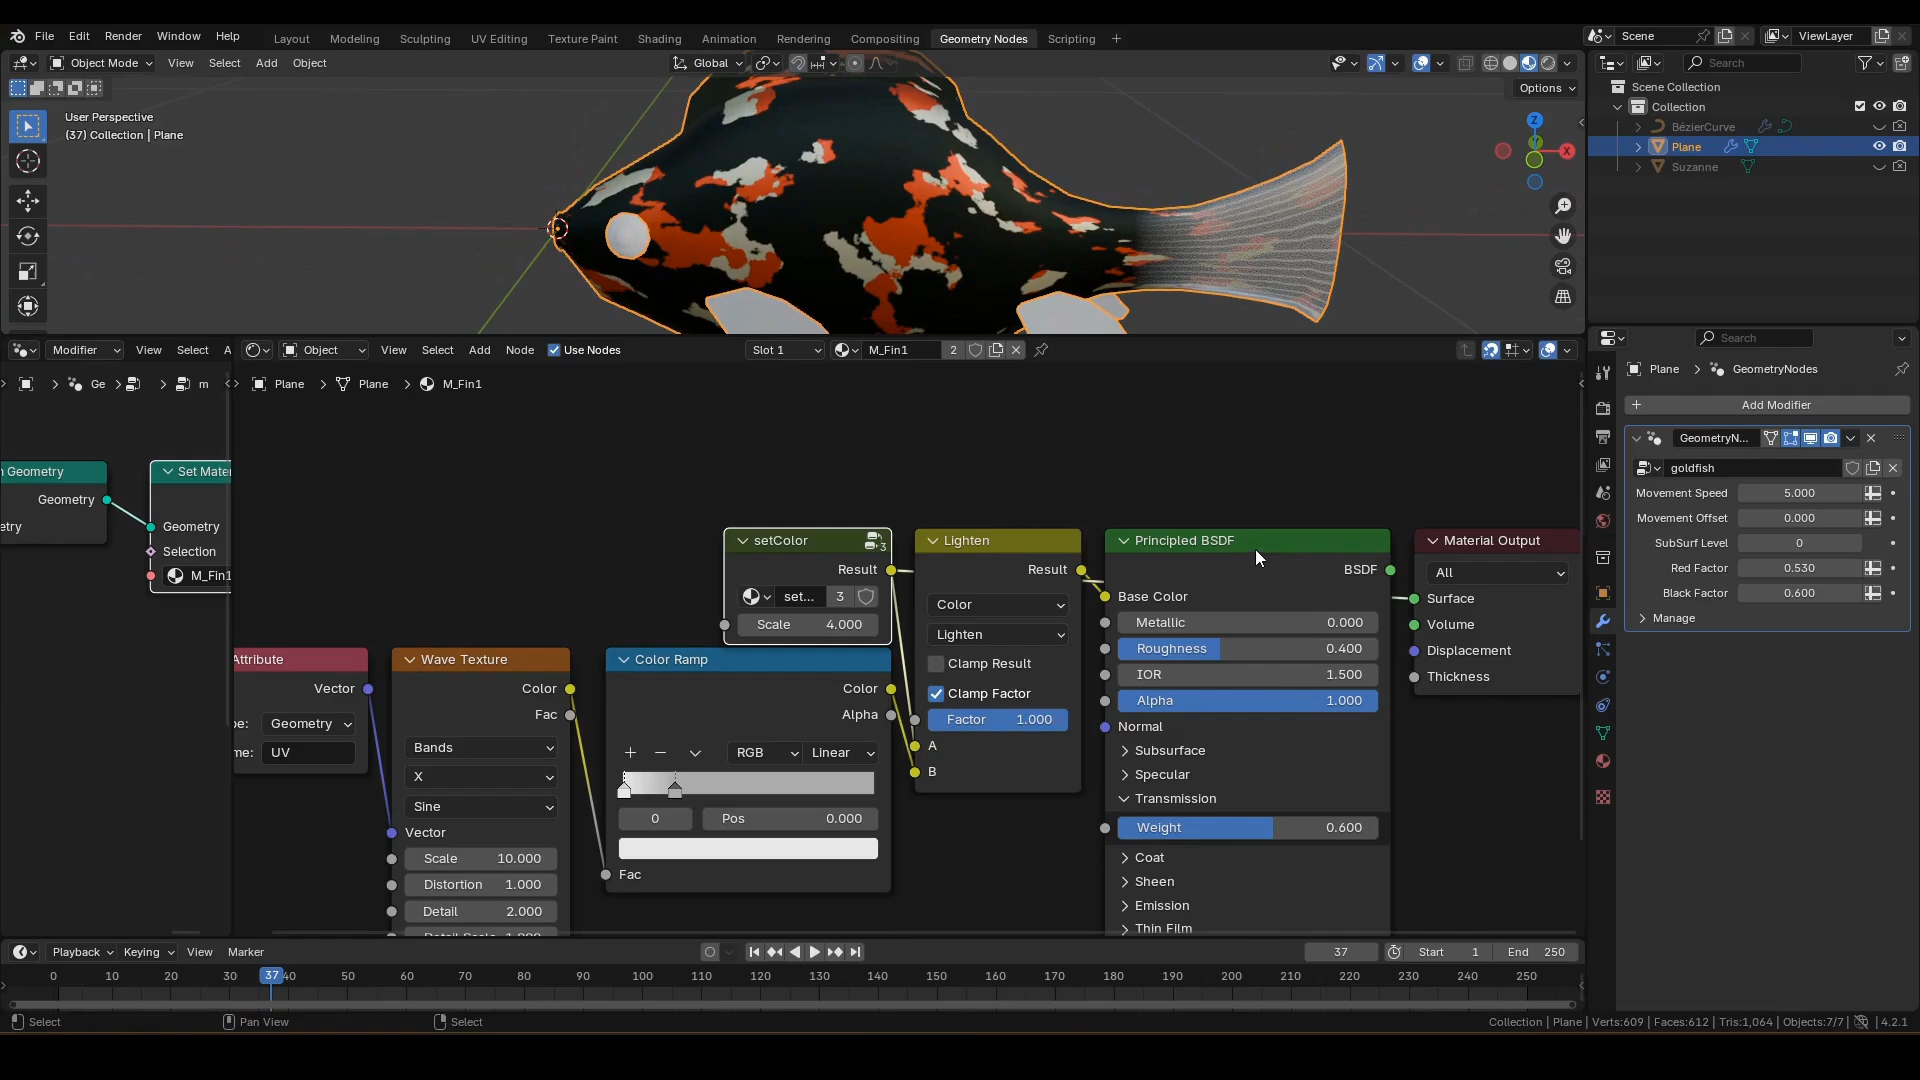 File Edit Render Window Help Layout Modeling Sculpting UV Editing Texture Paint Shading Animation Rendering Compositing Geometry Nodes Scripting + Scene ViewLayer
Object Mode View Select Add Object Global Search
Options
User Perspective
(37) Collection | Plane
Z
X
Scene Collection
Collection
BézierCurve
Plane
Suzanne
Modifier View Select A Object View Select Add Node Use Nodes Slot 1 M_Fin1 2 Search
Ge m Plane Plane M_Fin1 Plane GeometryNodes
Add Modifier
GeometryN...
goldfish
Movement Speed 5.000
Movement Offset 0.000
SubSurf Level 0
Red Factor 0.530
Black Factor 0.600
Manage
n Geometry
Geometry
etry
Set Mater
Geometry
Selection
M_Fin1
Attribute
Vector
pe: Geometry
me: UV
Wave Texture
Color
Fac
Bands
X
Sine
Vector
Scale 10.000
Distortion 1.000
Detail 2.000
setColor 3
Result
set... 3
Scale 4.000
Color Ramp
Color
Alpha
RGB Linear
0 Pos 0.000
Fac
Lighten
Result
Color
Lighten
Clamp Result
Clamp Factor
Factor 1.000
A
B
Principled BSDF
BSDF
Base Color
Metallic 0.000
Roughness 0.400
IOR 1.500
Alpha 1.000
Normal
Subsurface
Specular
Transmission
Weight 0.600
Coat
Sheen
Emission
Thin Film
Material Output
All
Surface
Volume
Displacement
Thickness
Playback Keying View Marker 37 Start 1 End 250
0 10 20 30 37 40 50 60 70 80 90 100 110 120 130 140 150 160 170 180 190 200 210 220 230 240 250
Select Pan View Select Collection | Plane | Verts:609 | Faces:612 | Tris:1,064 | Objects:7/7 | 4.2.1